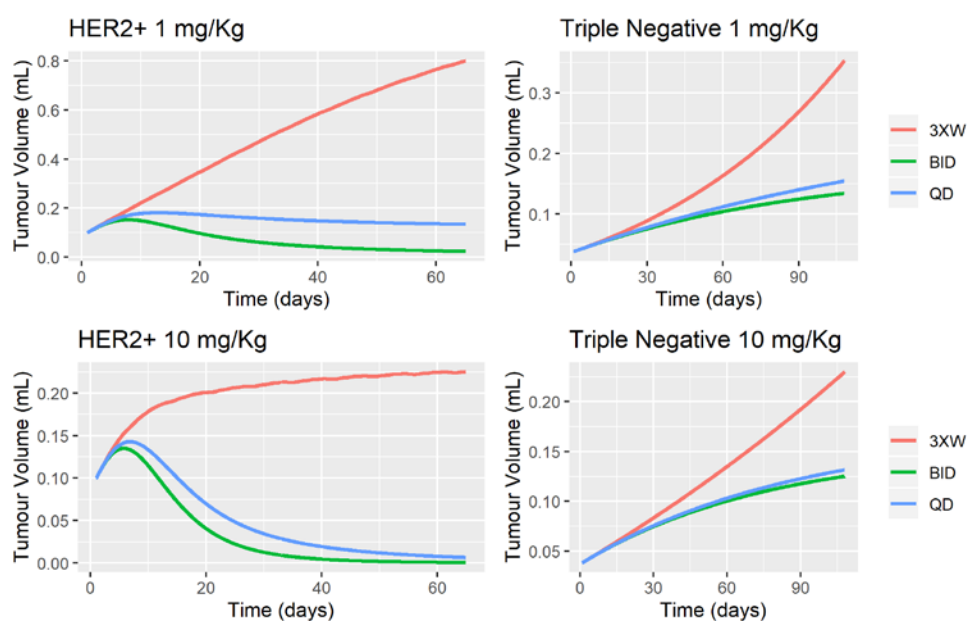 HER2+ 1 mg/Kg
Tumour Volume (mL)
0.8
0.6
0.4
0.2
0.0
0
20
40
60
Time (days)
Triple Negative 1 mg/Kg
Tumour Volume (mL)
0.3
0.2
0.1
0
30
60
90
Time (days)
3XW
BID
QD
HER2+ 10 mg/Kg
Tumour Volume (mL)
0.20
0.15
0.10
0.05
0.00
0
20
40
60
Time (days)
Triple Negative 10 mg/Kg
Tumour Volume (mL)
0.20
0.15
0.10
0.05
0
30
60
90
Time (days)
3XW
BID
QD